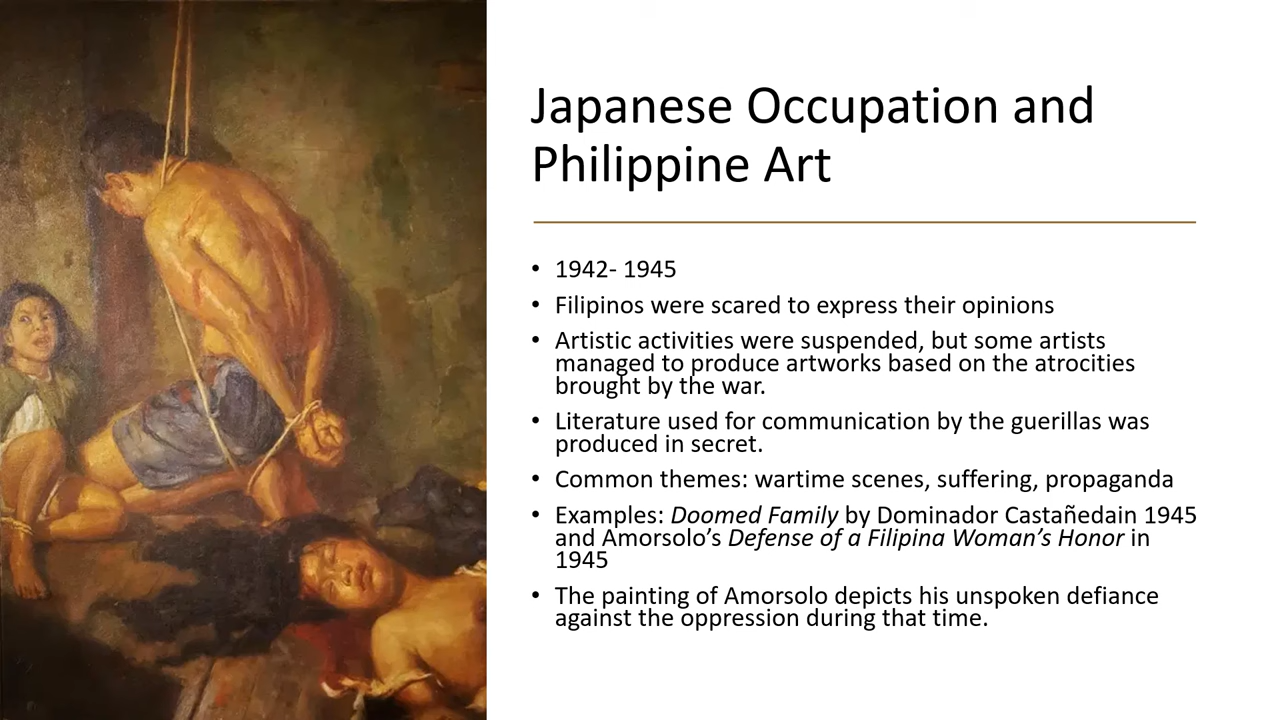 Japanese Occupation and
Philippine Art
• 1942- 1945
• Filipinos were scared to express their opinions
• Artistic activities were suspended, but some artists
managed to produce artworks based on the atrocities
brought by the war.
• Literature used for communication by the guerillas was
produced in secret.
• Common themes: wartime scenes, suffering, propaganda
• Examples: Doomed Family by Dominador Castañedain 1945
and Amorsolo’s Defense of a Filipina Woman’s Honor in
1945
• The painting of Amorsolo depicts his unspoken defiance
against the oppression during that time.